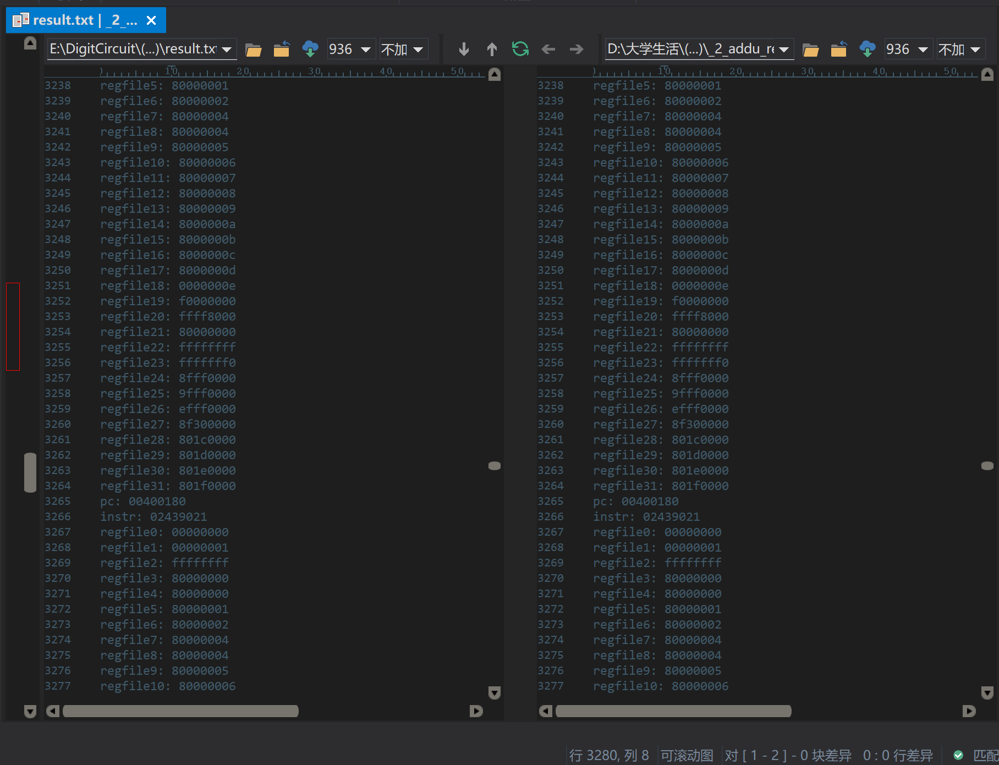 result.txt | _2_...
E:\DigitCircuit\(...)\result.txt 936 不加 D:\大学生活\(...)\_2_addu_re 936 不加
0 10 20 30 40 50 0 10 20 30 40 50
3238 regfile5: 80000001 3238 regfile5: 80000001
3239 regfile6: 80000002 3239 regfile6: 80000002
3240 regfile7: 80000004 3240 regfile7: 80000004
3241 regfile8: 80000004 3241 regfile8: 80000004
3242 regfile9: 80000005 3242 regfile9: 80000005
3243 regfile10: 80000006 3243 regfile10: 80000006
3244 regfile11: 80000007 3244 regfile11: 80000007
3245 regfile12: 80000008 3245 regfile12: 80000008
3246 regfile13: 80000009 3246 regfile13: 80000009
3247 regfile14: 8000000a 3247 regfile14: 8000000a
3248 regfile15: 8000000b 3248 regfile15: 8000000b
3249 regfile16: 8000000c 3249 regfile16: 8000000c
3250 regfile17: 8000000d 3250 regfile17: 8000000d
3251 regfile18: 0000000e 3251 regfile18: 0000000e
3252 regfile19: f0000000 3252 regfile19: f0000000
3253 regfile20: ffff8000 3253 regfile20: ffff8000
3254 regfile21: 80000000 3254 regfile21: 80000000
3255 regfile22: ffffffff 3255 regfile22: ffffffff
3256 regfile23: fffffff0 3256 regfile23: fffffff0
3257 regfile24: 8fff0000 3257 regfile24: 8fff0000
3258 regfile25: 9fff0000 3258 regfile25: 9fff0000
3259 regfile26: efff0000 3259 regfile26: efff0000
3260 regfile27: 8f300000 3260 regfile27: 8f300000
3261 regfile28: 801c0000 3261 regfile28: 801c0000
3262 regfile29: 801d0000 3262 regfile29: 801d0000
3263 regfile30: 801e0000 3263 regfile30: 801e0000
3264 regfile31: 801f0000 3264 regfile31: 801f0000
3265 pc: 00400180 3265 pc: 00400180
3266 instr: 02439021 3266 instr: 02439021
3267 regfile0: 00000000 3267 regfile0: 00000000
3268 regfile1: 00000001 3268 regfile1: 00000001
3269 regfile2: ffffffff 3269 regfile2: ffffffff
3270 regfile3: 80000000 3270 regfile3: 80000000
3271 regfile4: 80000000 3271 regfile4: 80000000
3272 regfile5: 80000001 3272 regfile5: 80000001
3273 regfile6: 80000002 3273 regfile6: 80000002
3274 regfile7: 80000004 3274 regfile7: 80000004
3275 regfile8: 80000004 3275 regfile8: 80000004
3276 regfile9: 80000005 3276 regfile9: 80000005
3277 regfile10: 80000006 3277 regfile10: 80000006
行 3280, 列 8 可滚动图 对 [ 1 - 2 ] - 0 块差异 0 : 0 行差异 匹配